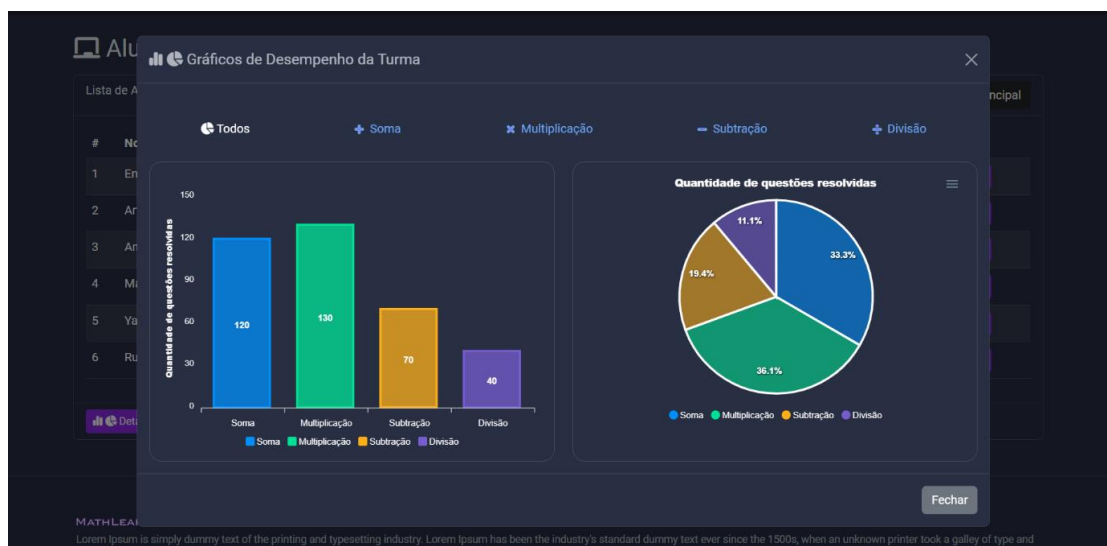 Alu
Gráficos de Desempenho da Turma
Lista de A
ncipal
Todos
Soma
Multiplicação
Subtração
Divisão
#
No
1 En
2 Ar
3 An
4 Ma
5 Ya
6 Ru
Quantidade de questões resolvidas
150
120
90
60
30
0
120
130
70
40
Soma Multiplicação Subtração Divisão
Soma Multiplicação Subtração Divisão
Quantidade de questões resolvidas
11.1%
33.3%
19.4%
36.1%
Soma Multiplicação Subtração Divisão
Deta
Fechar
MATHLEA
Lorem Ipsum is simply dummy text of the printing and typesetting industry. Lorem Ipsum has been the industry's standard dummy text ever since the 1500s, when an unknown printer took a galley of type and